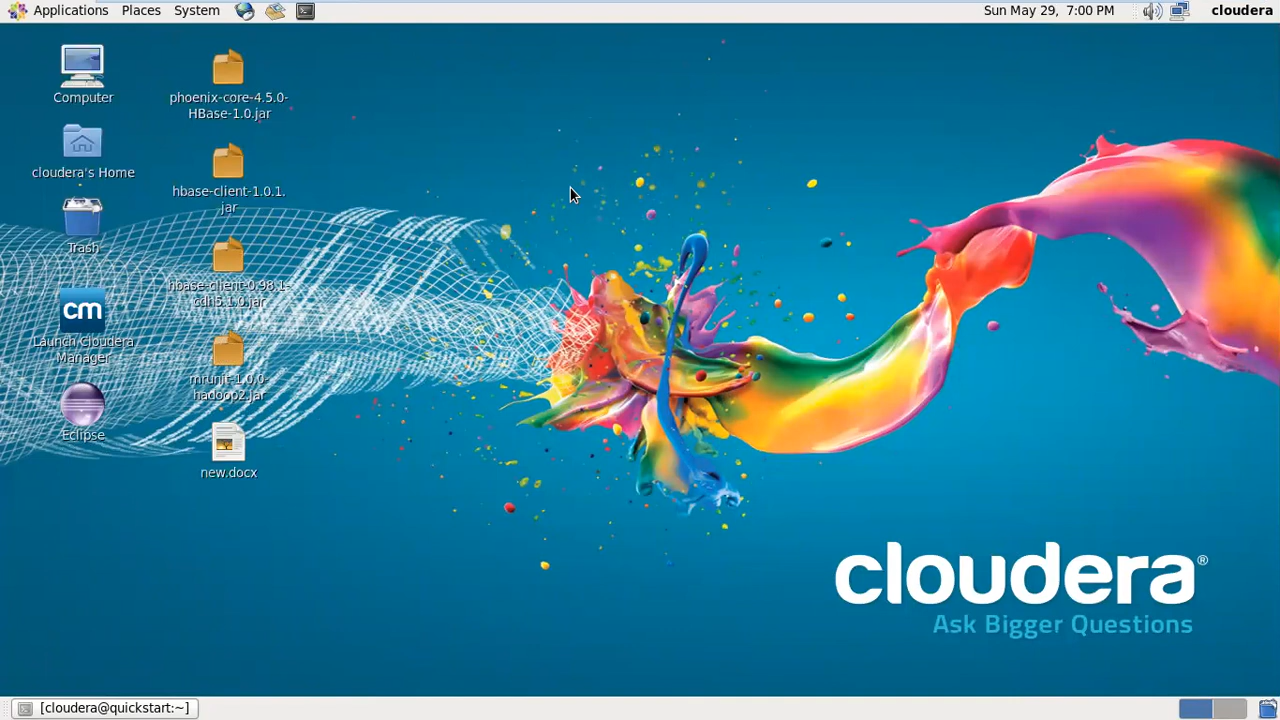 Applications Places System
Sun May 29, 7:00 PM cloudera
Computer
cloudera's Home
Trash
cm
Launch Cloudera
Manager
Eclipse
phoenix-core-4.5.0-
HBase-1.0.jar
hbase-client-1.0.1.
jar
hbase-client-0.98.1-
cdh5.1.0.jar
mrunit-1.0.0-
hadoop2.jar
new.docx
cloudera®
Ask Bigger Questions
[cloudera@quickstart:~]